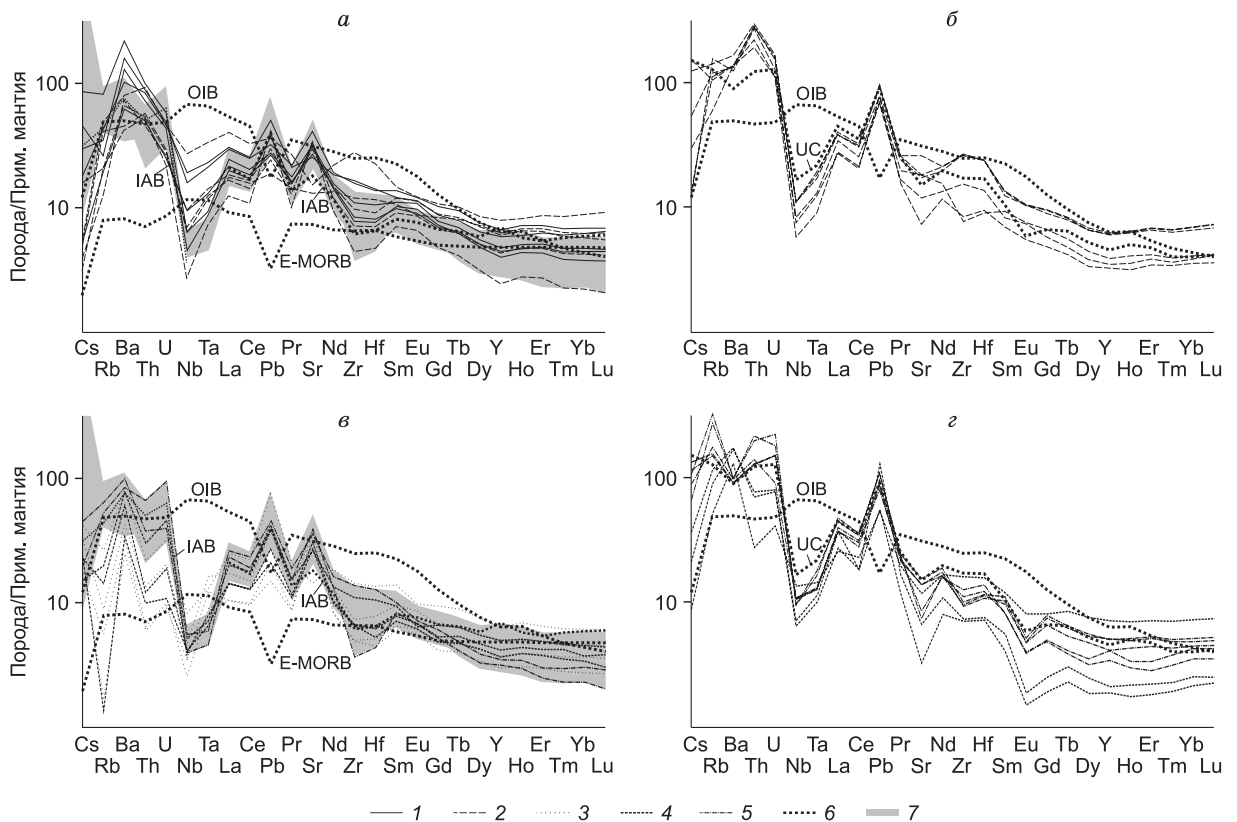 а
б
Порода/Прим. мантия
100
10
OIB
IAB
IAB
E-MORB
100
10
OIB
UC
Cs Ba U Ta Ce Pr Nd Hf Eu Tb Y Er Yb
Rb Th Nb La Pb Sr Zr Sm Gd Dy Ho Tm Lu
Cs Ba U Ta Ce Pr Nd Hf Eu Tb Y Er Yb
Rb Th Nb La Pb Sr Zr Sm Gd Dy Ho Tm Lu
в
г
Порода/Прим. мантия
100
10
OIB
IAB
IAB
E-MORB
100
10
OIB
UC
Cs Ba U Ta Ce Pr Nd Hf Eu Tb Y Er Yb
Rb Th Nb La Pb Sr Zr Sm Gd Dy Ho Tm Lu
Cs Ba U Ta Ce Pr Nd Hf Eu Tb Y Er Yb
Rb Th Nb La Pb Sr Zr Sm Gd Dy Ho Tm Lu
1 2 3 4 5 6 7